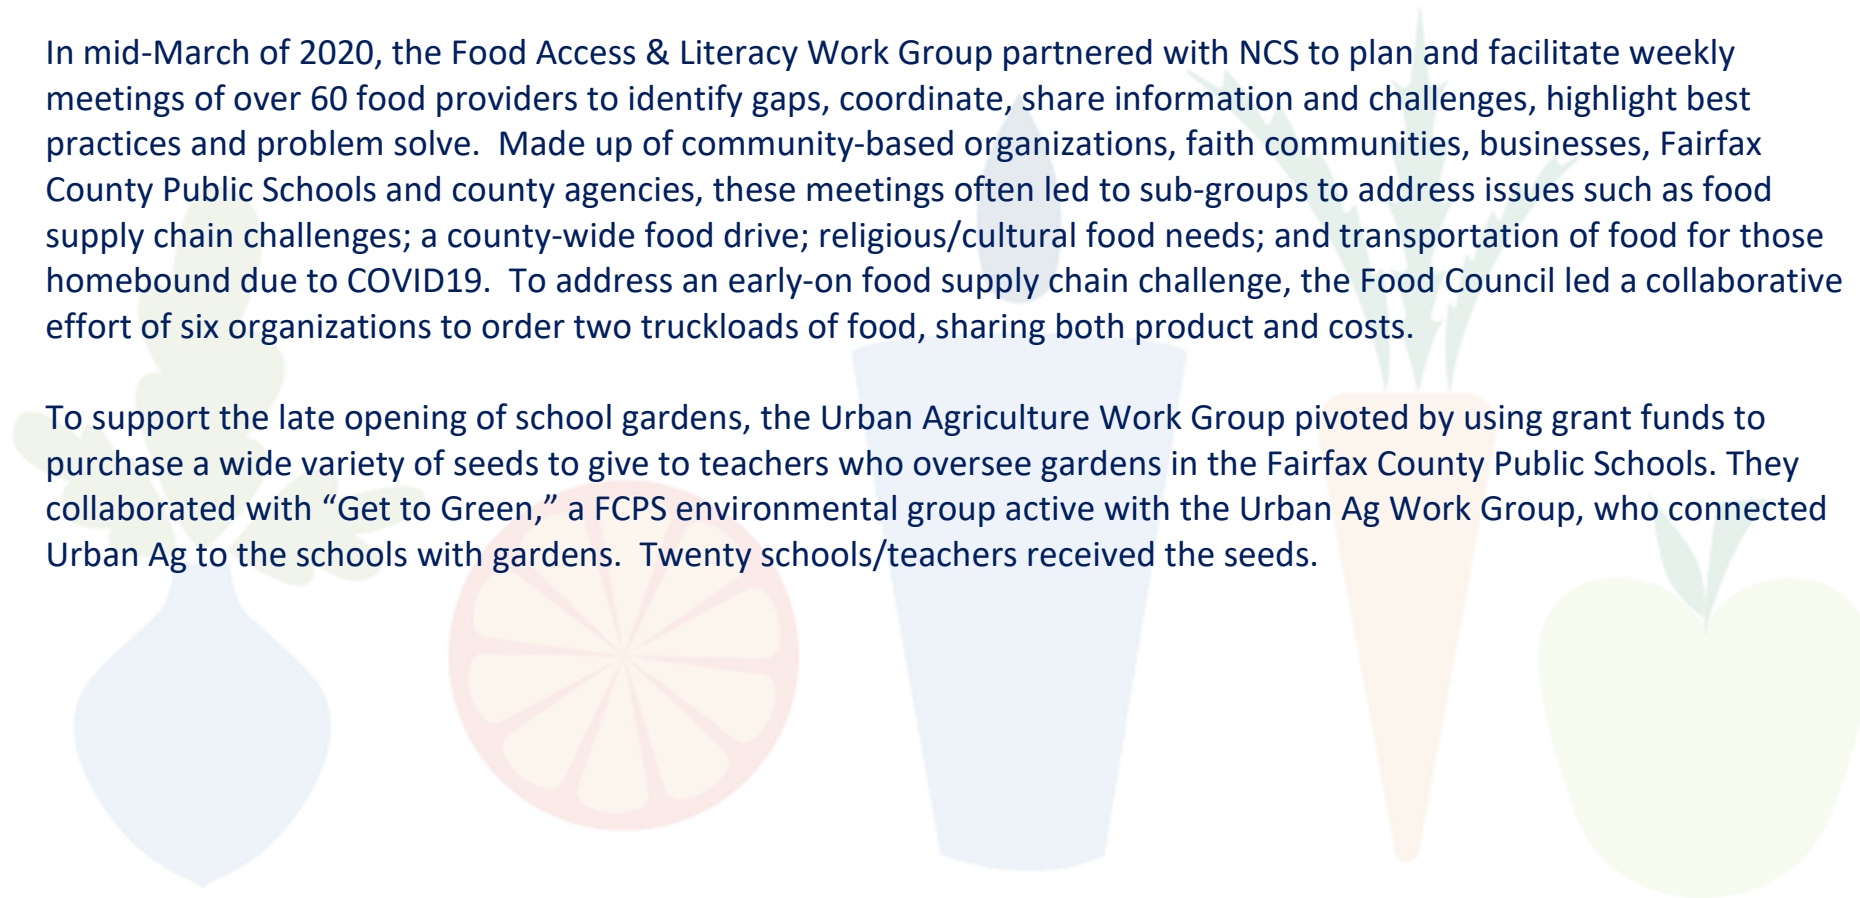 In mid-March of 2020, the Food Access & Literacy Work Group partnered with NCS to plan and facilitate weekly
meetings of over 60 food providers to identify gaps, coordinate, share information and challenges, highlight best
practices and problem solve.  Made up of community-based organizations, faith communities, businesses, Fairfax
County Public Schools and county agencies, these meetings often led to sub-groups to address issues such as food
supply chain challenges; a county-wide food drive; religious/cultural food needs; and transportation of food for those
homebound due to COVID19.  To address an early-on food supply chain challenge, the Food Council led a collaborative
effort of six organizations to order two truckloads of food, sharing both product and costs.
To support the late opening of school gardens, the Urban Agriculture Work Group pivoted by using grant funds to
purchase a wide variety of seeds to give to teachers who oversee gardens in the Fairfax County Public Schools. They
collaborated with “Get to Green,” a FCPS environmental group active with the Urban Ag Work Group, who connected
Urban Ag to the schools with gardens.  Twenty schools/teachers received the seeds.